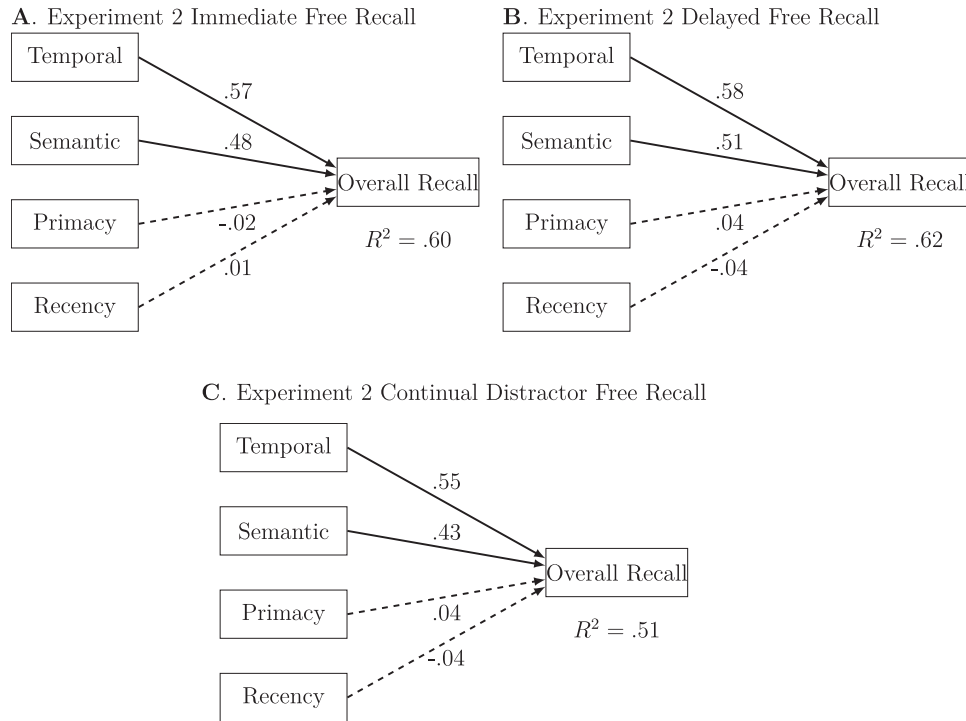 A. Experiment 2 Immediate Free Recall
Temporal
Semantic
Primacy
Recency
.57
.48
-.02
.01
Overall Recall
R² = .60
B. Experiment 2 Delayed Free Recall
Temporal
Semantic
Primacy
Recency
.58
.51
.04
-.04
Overall Recall
R² = .62
C. Experiment 2 Continual Distractor Free Recall
Temporal
Semantic
Primacy
Recency
.55
.43
.04
-.04
Overall Recall
R² = .51